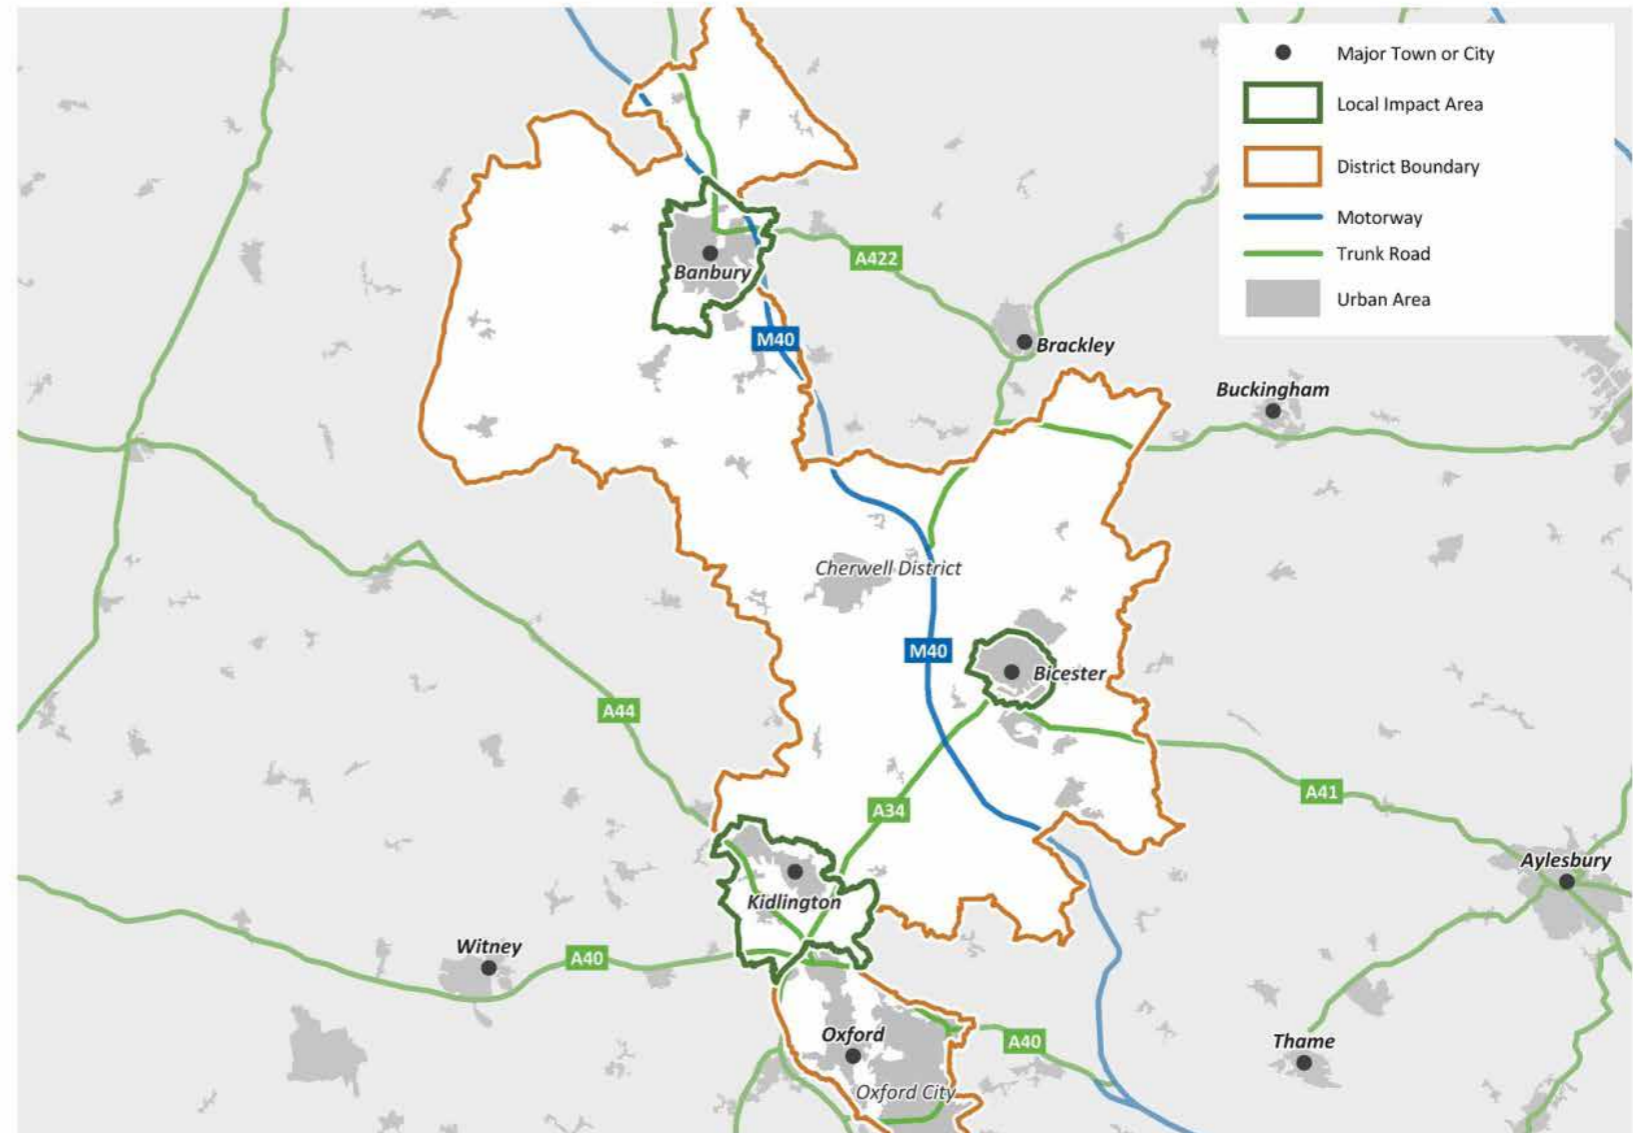 Major Town or City
Local Impact Area
District Boundary
Motorway
Trunk Road
Urban Area
Banbury
A422
M40
Brackley
Buckingham
Cherwell District
M40
Bicester
A44
A41
A34
Aylesbury
Kidlington
Witney
A40
Oxford
A40
Thame
Oxford City